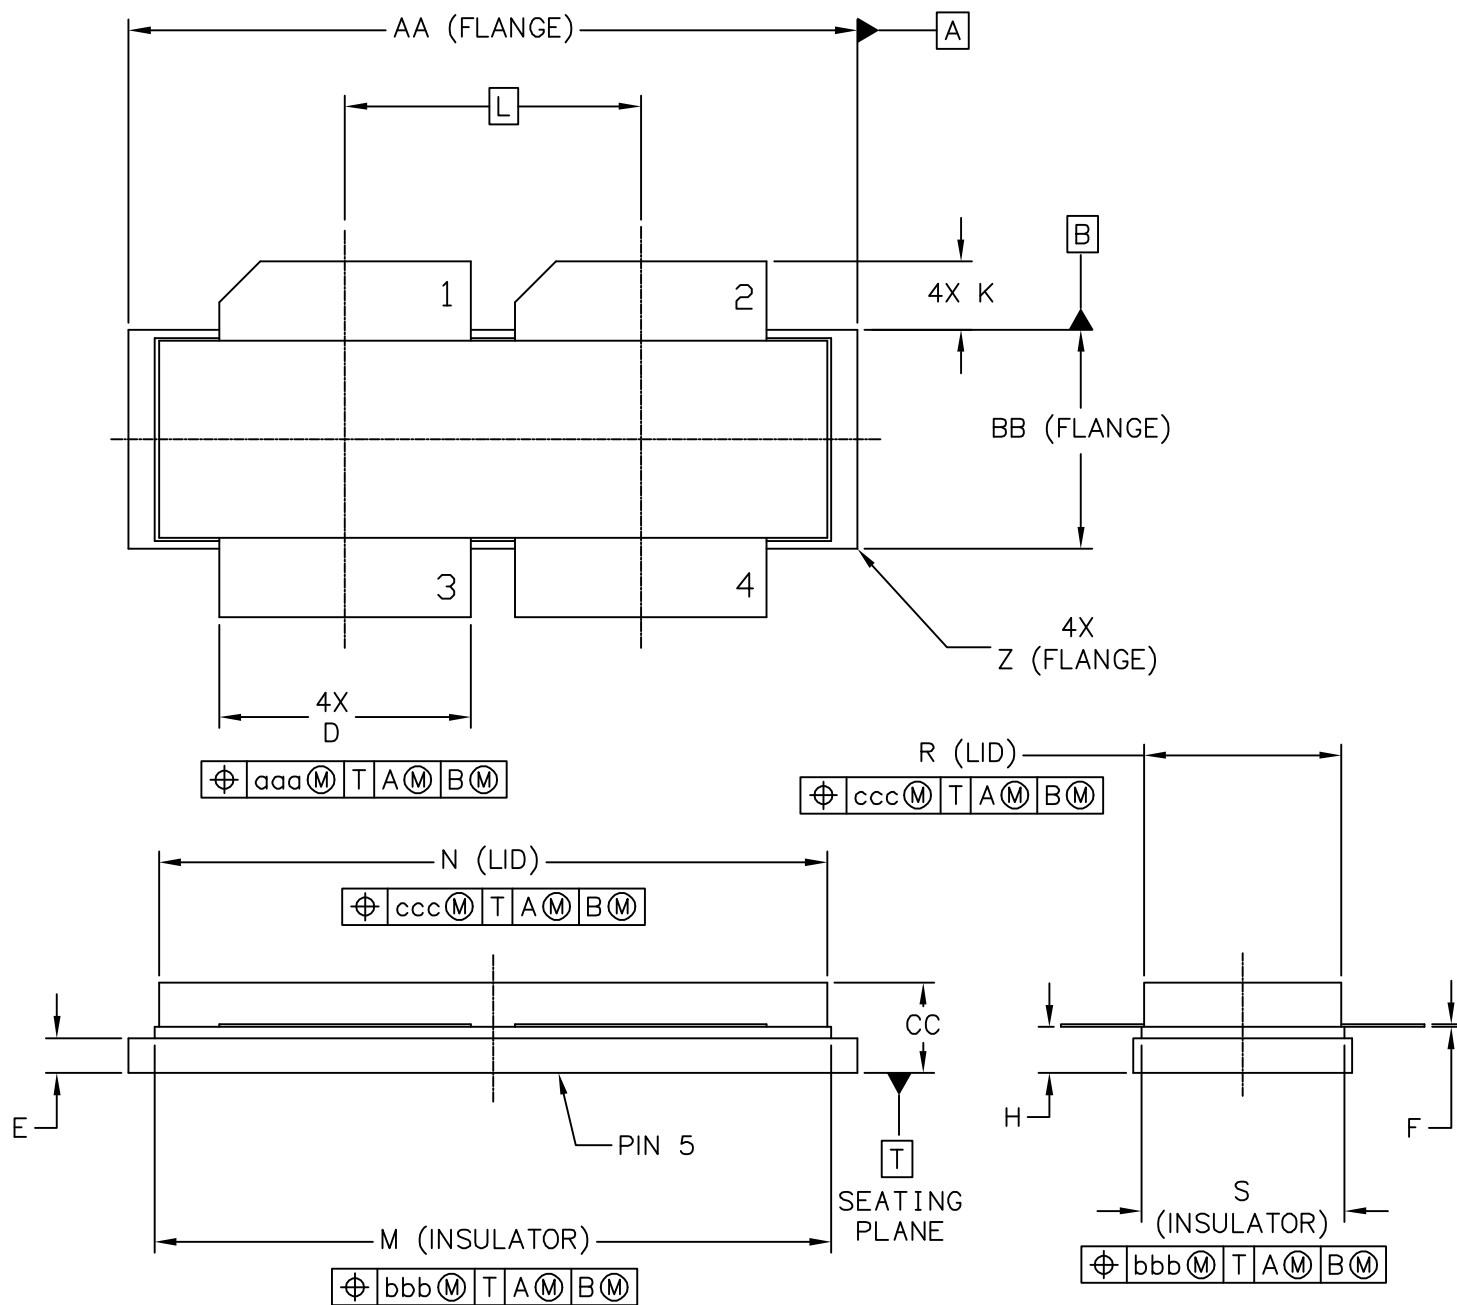 AA (FLANGE)
A
L
B
1
2
4X K
BB (FLANGE)
3
4
4X
Z (FLANGE)
4X
D
⌖ aaa Ⓜ T A Ⓜ B Ⓜ
R (LID)
⌖ ccc Ⓜ T A Ⓜ B Ⓜ
N (LID)
⌖ ccc Ⓜ T A Ⓜ B Ⓜ
CC
E
H
F
PIN 5
T
SEATING
PLANE
S
(INSULATOR)
⌖ bbb Ⓜ T A Ⓜ B Ⓜ
M (INSULATOR)
⌖ bbb Ⓜ T A Ⓜ B Ⓜ